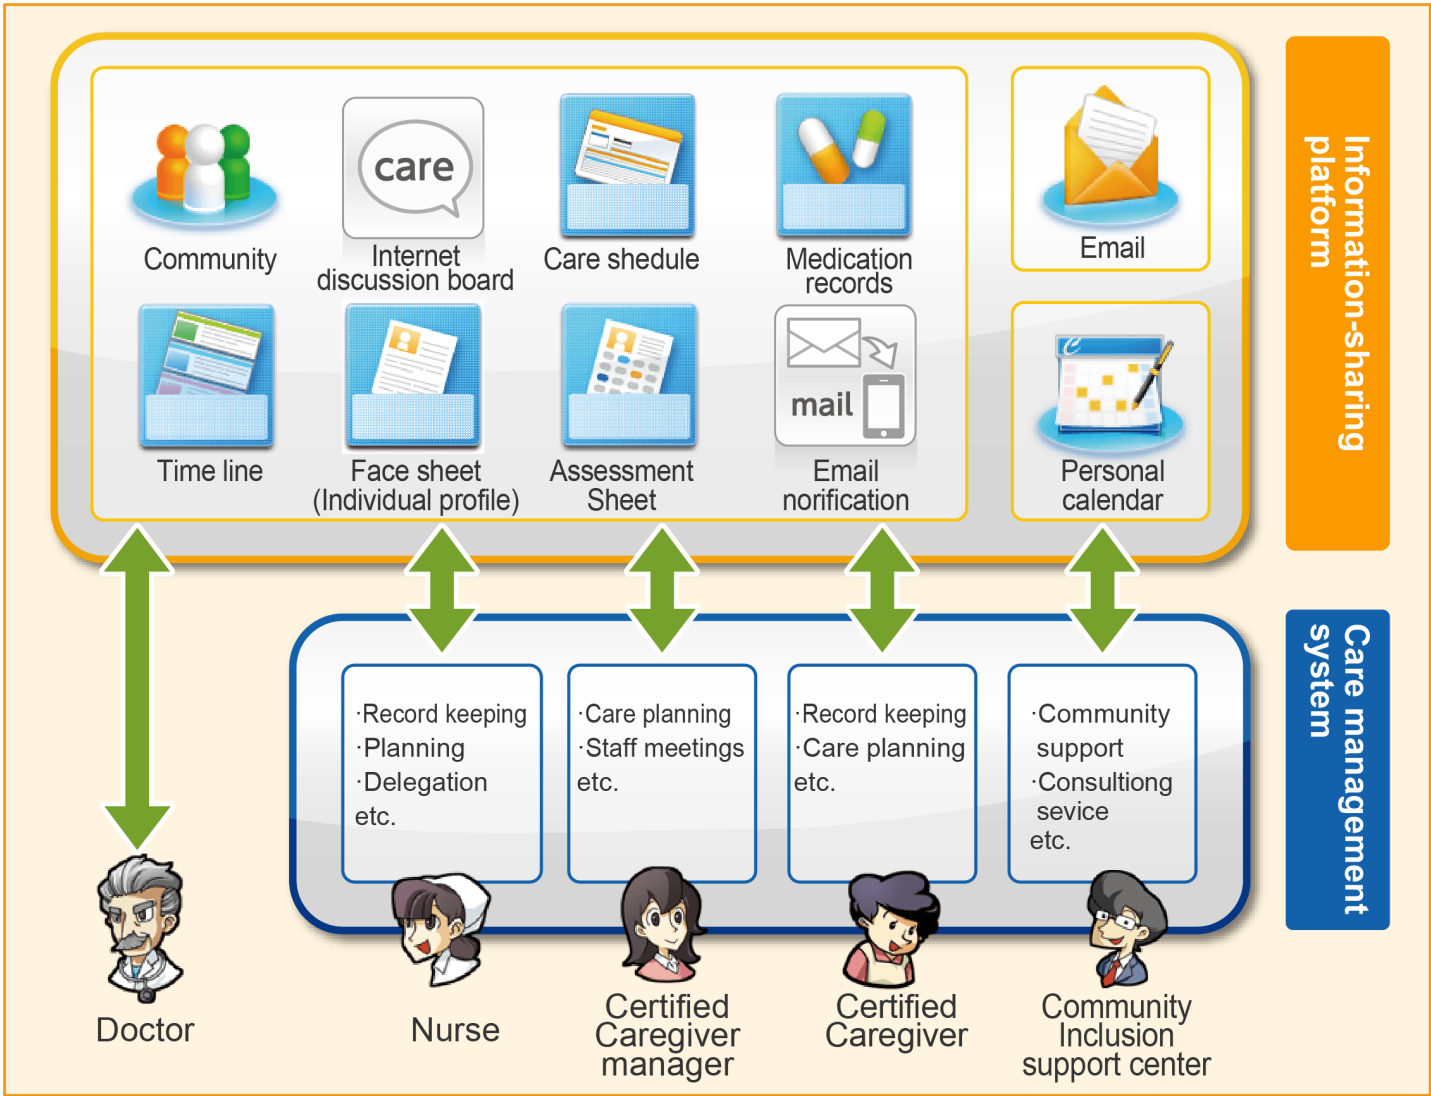 care
Community
Internet
discussion board
Care shedule
Medication
records
Email
mail
Time line
Face sheet
(Individual profile)
Assessment
Sheet
Email
norification
Personal
calendar
Information-sharing
platform
·Record keeping
·Planning
·Delegation
etc.
·Care planning
·Staff meetings
etc.
·Record keeping
·Care planning
etc.
·Community
support
·Consultiong
sevice
etc.
Care management
system
Doctor
Nurse
Certified
Caregiver
manager
Certified
Caregiver
Community
Inclusion
support center